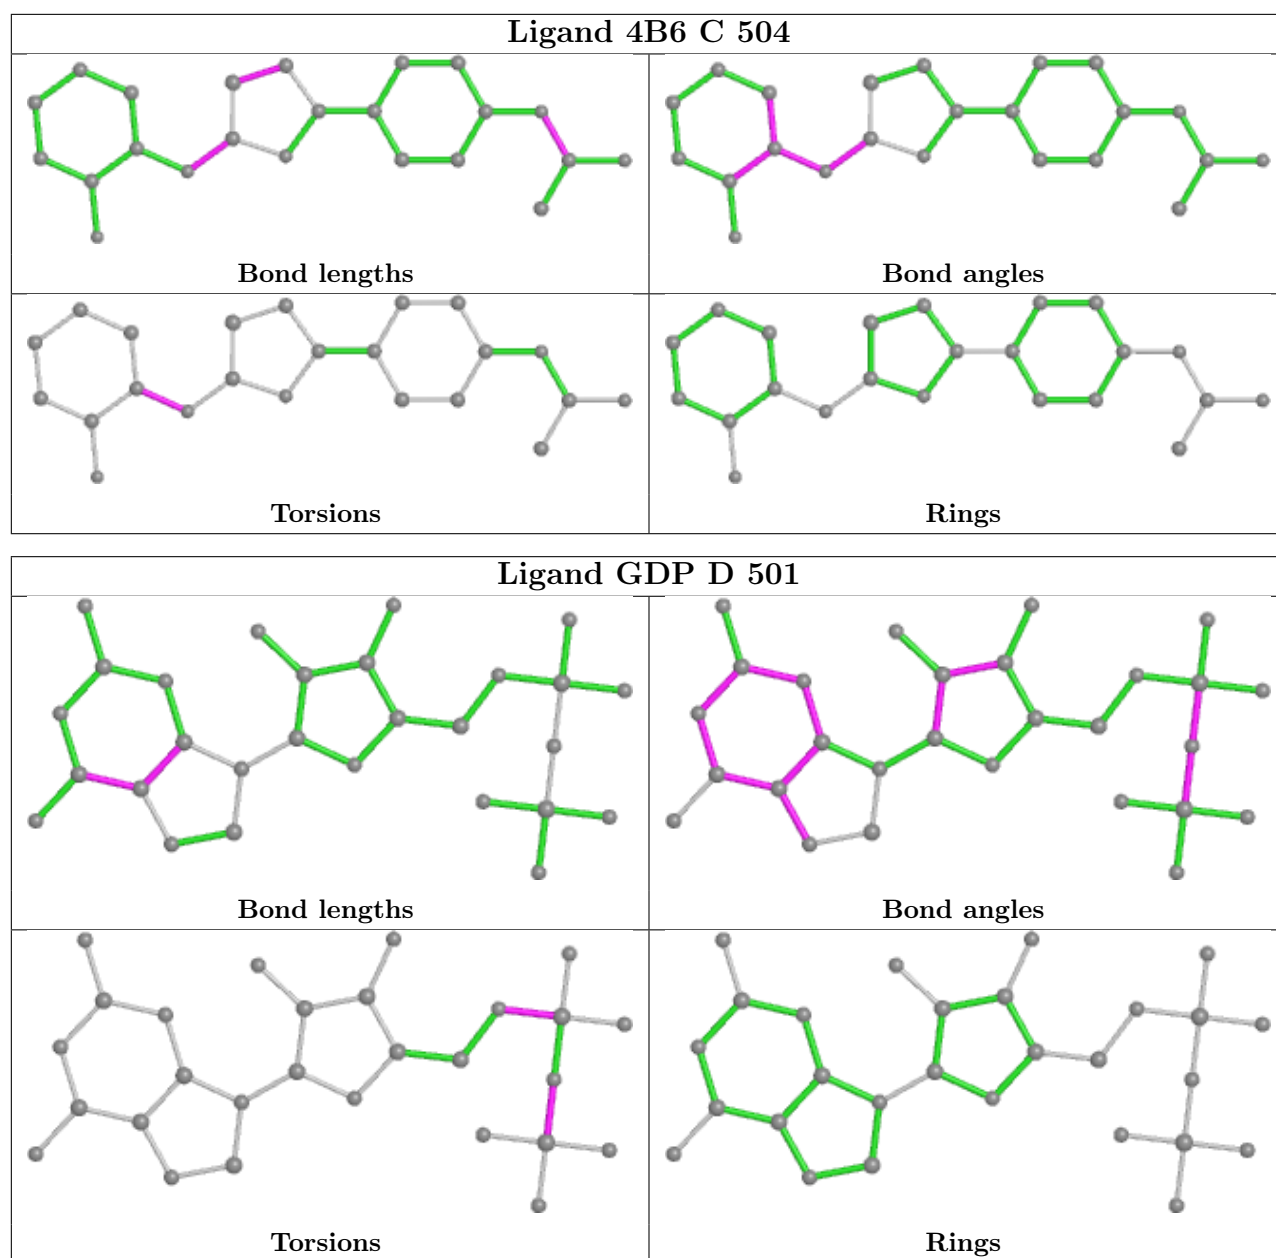 Ligand 4B6 C 504
Bond lengths
Bond angles
Torsions
Rings
Ligand GDP D 501
Bond lengths
Bond angles
Torsions
Rings